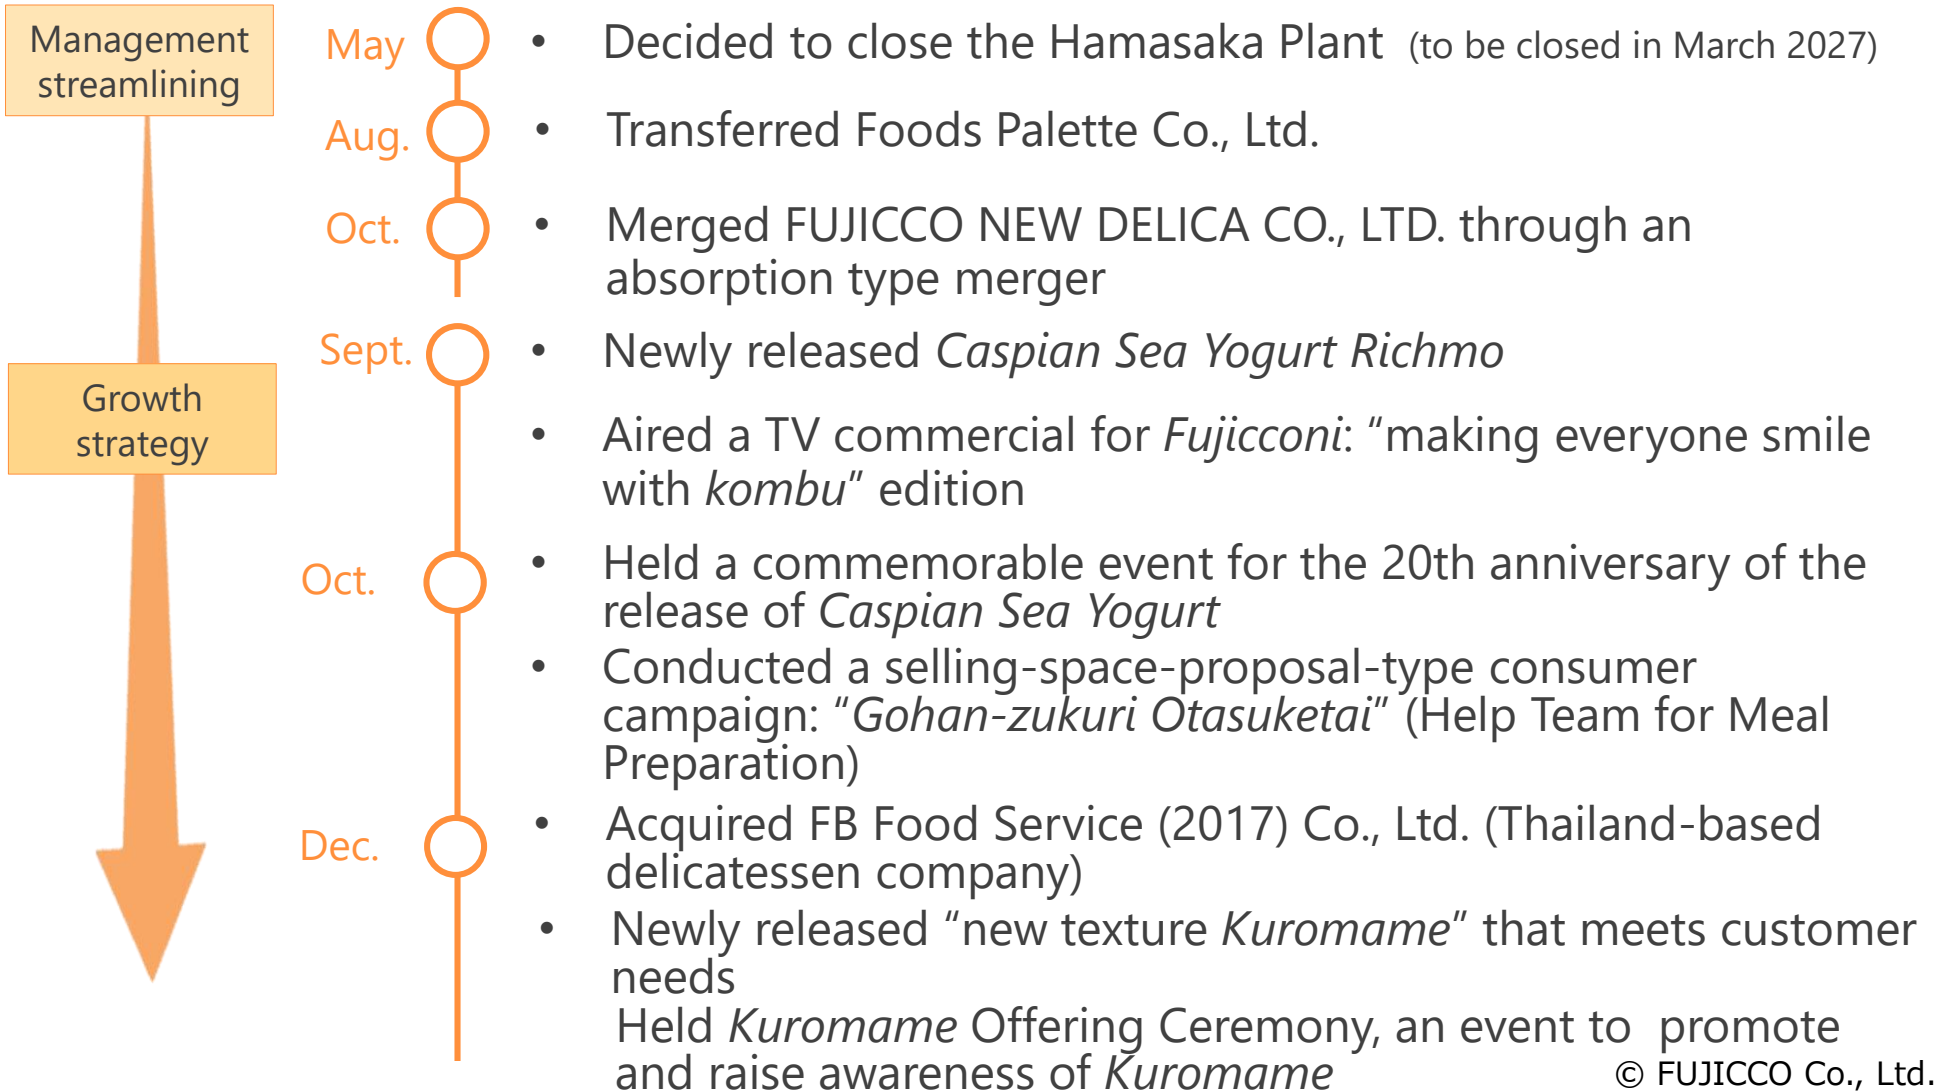 Management
streamlining
May
• Decided to close the Hamasaka Plant (to be closed in March 2027)
Aug.
• Transferred Foods Palette Co., Ltd.
Oct.
• Merged FUJICCO NEW DELICA CO., LTD. through an
absorption type merger
Growth
strategy
Sept.
• Newly released Caspian Sea Yogurt Richmo
• Aired a TV commercial for Fujicconi: “making everyone smile
with kombu” edition
Oct.
• Held a commemorable event for the 20th anniversary of the
release of Caspian Sea Yogurt
• Conducted a selling-space-proposal-type consumer
campaign: “Gohan-zukuri Otasuketai” (Help Team for Meal
Preparation)
Dec.
• Acquired FB Food Service (2017) Co., Ltd. (Thailand-based
delicatessen company)
• Newly released “new texture Kuromame” that meets customer
needs
Held Kuromame Offering Ceremony, an event to promote
and raise awareness of Kuromame
© FUJICCO Co., Ltd.